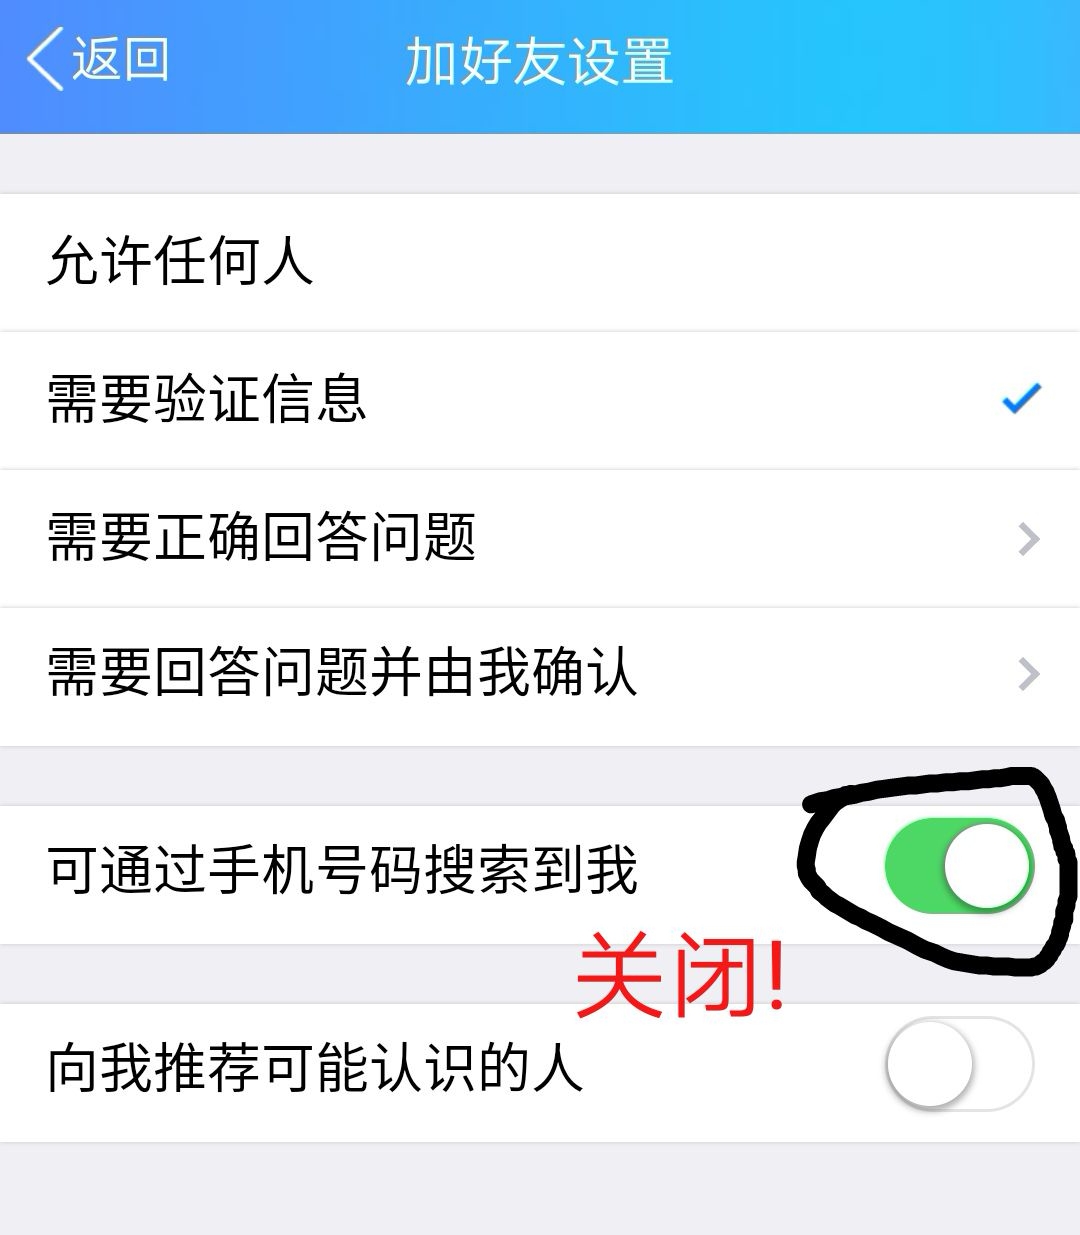 返回
加好友设置
允许任何人
需要验证信息
需要正确回答问题
需要回答问题并由我确认
可通过手机号码搜索到我
关闭!
向我推荐可能认识的人